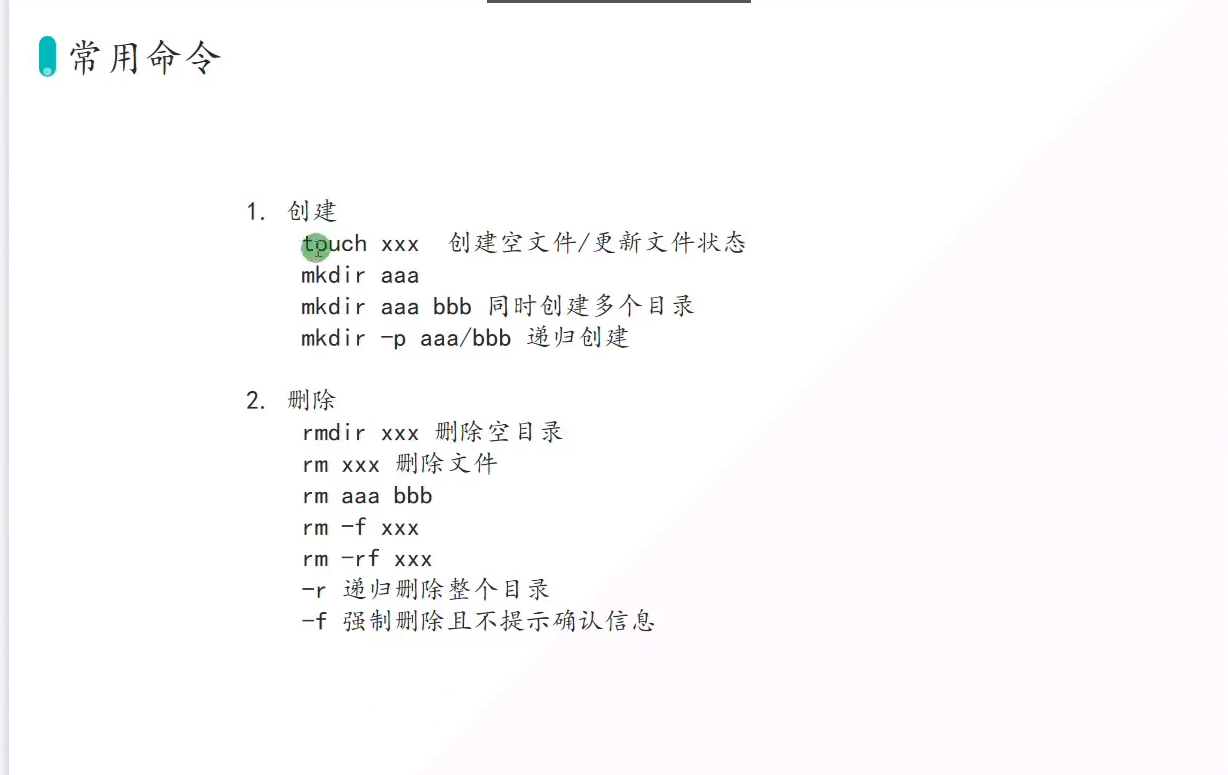 常用命令
1. 创建
touch xxx 创建空文件/更新文件状态
mkdir aaa
mkdir aaa bbb 同时创建多个目录
mkdir -p aaa/bbb 递归创建
2. 删除
rmdir xxx 删除空目录
rm xxx 删除文件
rm aaa bbb
rm -f xxx
rm -rf xxx
-r 递归删除整个目录
-f 强制删除且不提示确认信息